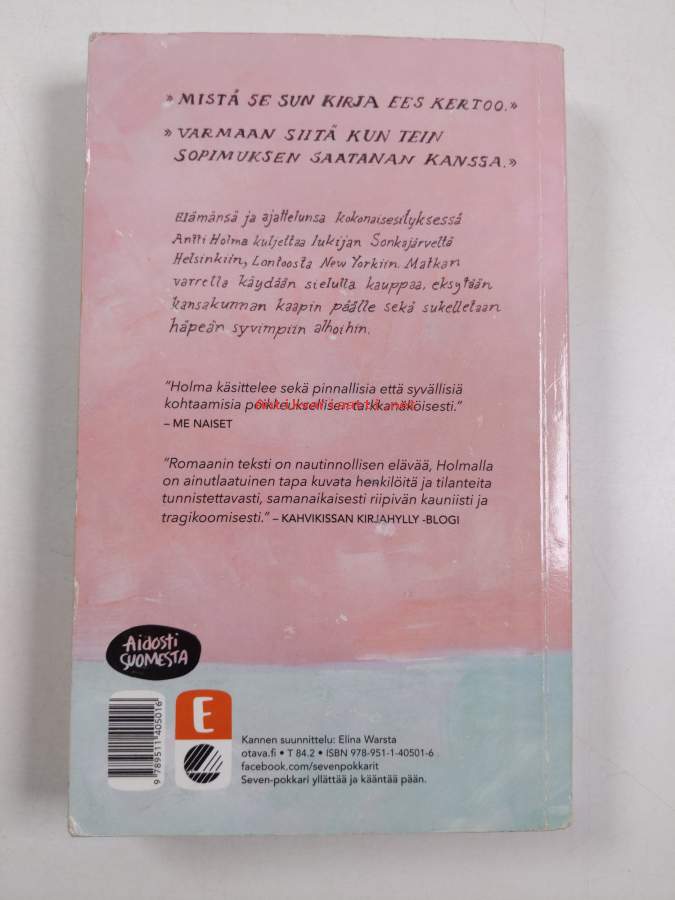 »MISTÄ SE SUN KIRJA EES KERTOO.»
»VARMAAN SIITÄ KUN TEIN
SOPIMUKSEN SAATANAN KANSSA.»
Elämänsä ja ajattelunsa kokonaisesityksessä
Antti Holma kuljettaa lukijan Sonkajärveltä
Helsinkiin, Lontoosta New Yorkiin. Matkan
varrella käydään sielulla kauppaa, eksytään
kansakunnan kaapin päälle sekä sukelletaan
häpeän syvimpiin alhoihin.
"Holma käsittelee sekä pinnallisia että syvällisiä
kohtaamisia poikkeuksellisen tarkkanäköisesti."
– ME NAISET
"Romaanin teksti on nautinnollisen elävää, Holmalla
on ainutlaatuinen tapa kuvata henkilöitä ja tilanteita
tunnistettavasti, samanaikaisesti riipivän kauniisti ja
tragikoomisesti." – KAHVIKISSAN KIRJAHYLLY -BLOGI
Aidosti
SUOMESTA
9 789511 405016
E
Kannen suunnittelu: Elina Warsta
otava.fi • T 84.2 • ISBN 978-951-1-40501-6
facebook.com/sevenpokkarit
Seven-pokkari yllättää ja kääntää pään.